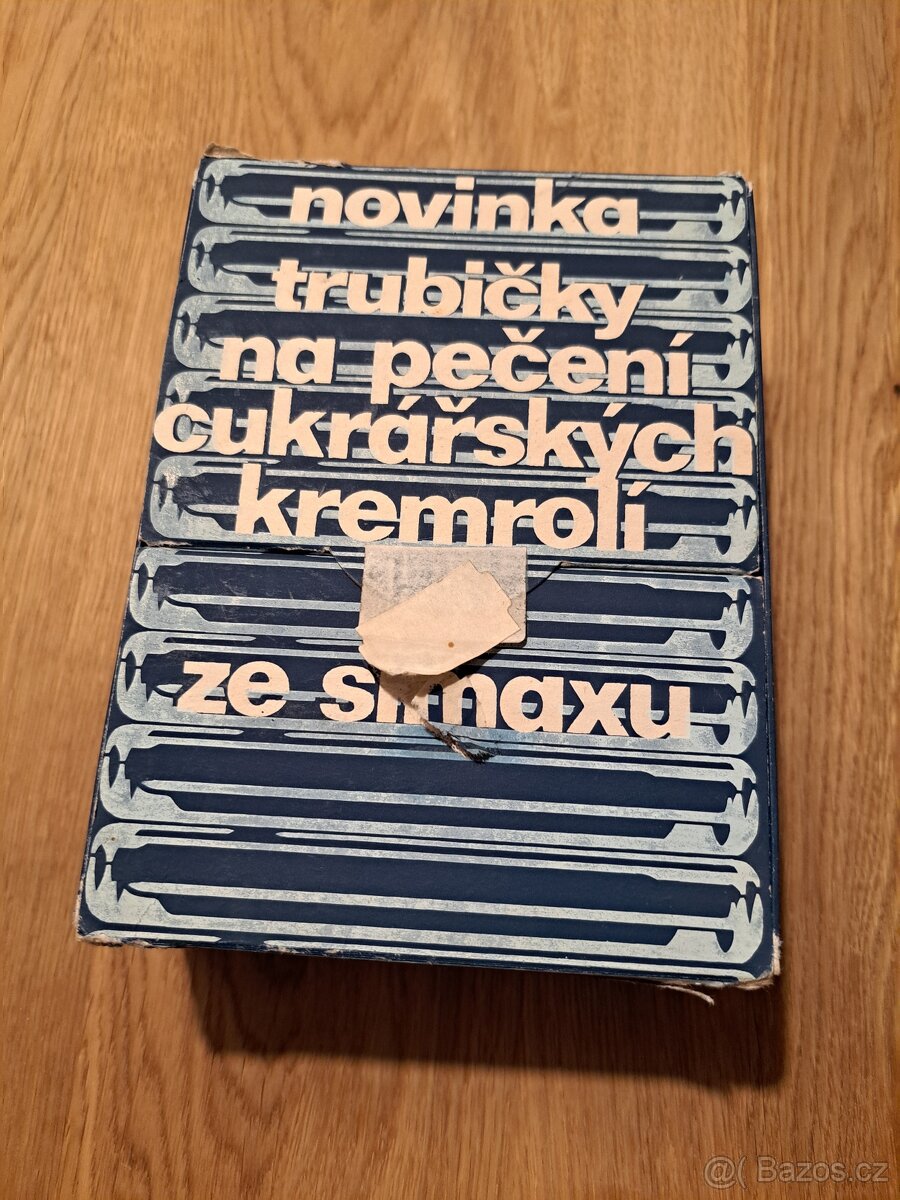 novinka
trubičky
na pečení
cukrářských
kremrolí
ze simaxu
@( Bazos.cz